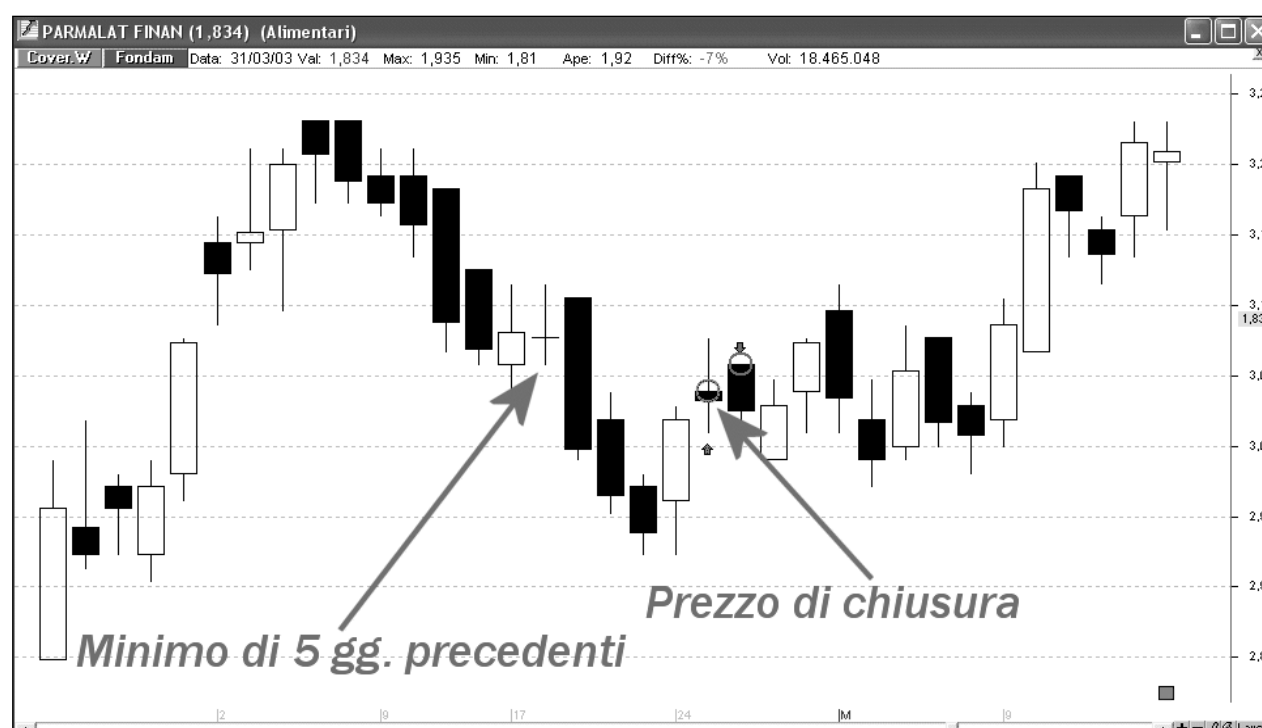 PARMALAT FINAN (1,834) (Alimentari)
Cover.W Fondam Data: 31/03/03 Val: 1,834 Max: 1,935 Min: 1,81 Ape: 1,92 Diff%: -7% Vol: 18.465.048
Prezzo di chiusura
Minimo di 5 gg. precedenti
2 9 17 24 M 9